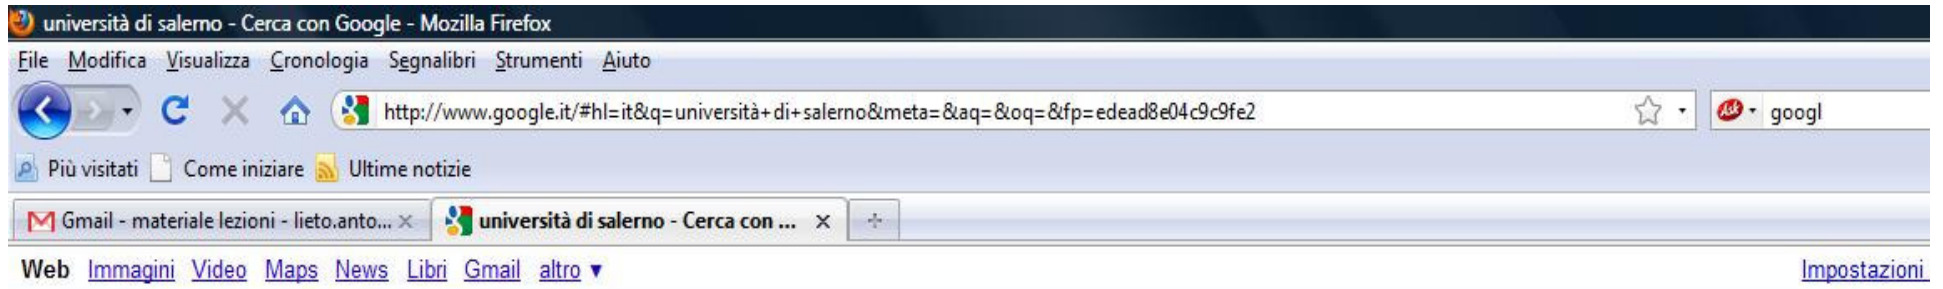 università di salerno - Cerca con Google - Mozilla Firefox
File Modifica Visualizza Cronologia Segnalibri Strumenti Aiuto
http://www.google.it/#hl=it&q=università+di+salerno&meta=&aq=&oq=&fp=edead8e04c9c9fe2 Ask googl
Più visitati Come iniziare Ultime notizie
Gmail - materiale lezioni - lieto.anto... università di salerno - Cerca con ...
Web Immagini Video Maps News Libri Gmail altro ▼ Impostazioni